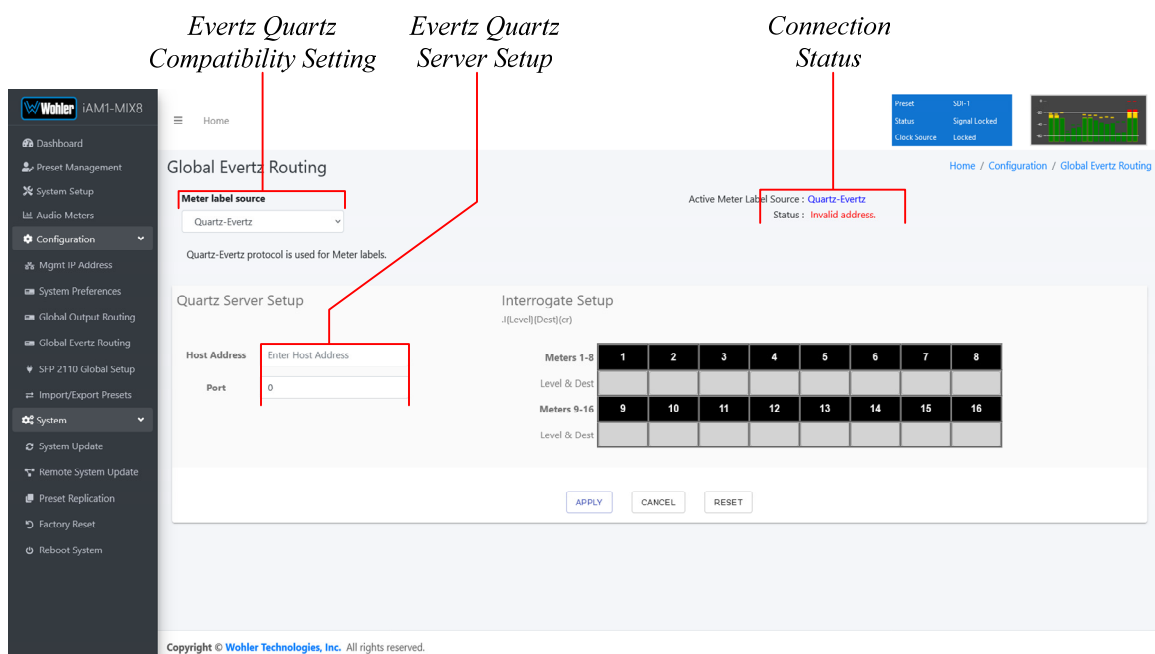 Evertz Quartz
Compatibility Setting
Evertz Quartz
Server Setup
Connection
Status
Wohler iAM1-MIX8
Home
Preset SDI-1
Status Signal Locked
Clock Source Locked
Dashboard
Preset Management
System Setup
Audio Meters
Configuration
Mgmt IP Address
System Preferences
Global Output Routing
Global Evertz Routing
SFP 2110 Global Setup
Import/Export Presets
System
System Update
Remote System Update
Preset Replication
Factory Reset
Reboot System
Global Evertz Routing
Home / Configuration / Global Evertz Routing
Meter label source
Quartz-Evertz
Quartz-Evertz protocol is used for Meter labels.
Active Meter Label Source : Quartz-Evertz
Status : Invalid address.
Quartz Server Setup
Host Address Enter Host Address
Port 0
Interrogate Setup
.I{Level}{Dest}(cr)
Meters 1-8 1 2 3 4 5 6 7 8
Level & Dest
Meters 9-16 9 10 11 12 13 14 15 16
Level & Dest
APPLY CANCEL RESET
Copyright © Wohler Technologies, Inc. All rights reserved.